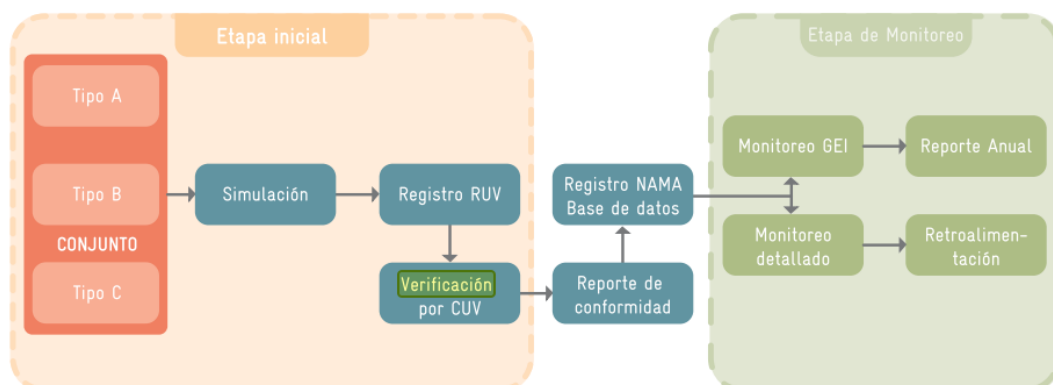 Etapa inicial
Tipo A
Tipo B
CONJUNTO
Tipo C
Simulación
Registro RUV
Verificación
por CUV
Registro NAMA
Base de datos
Reporte de
conformidad
Etapa de Monitoreo
Monitoreo GEI
Reporte Anual
Monitoreo
detallado
Retroalimen-
tación